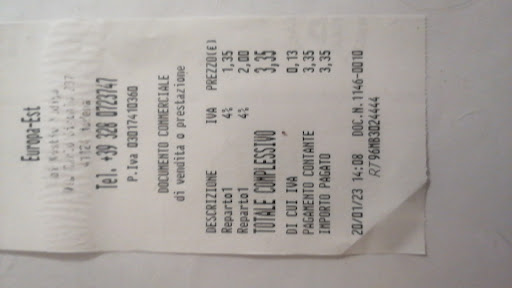 Europa-Est
Tel. +39 328 0723747
P.Iva 03017410360
DOCUMENTO COMMERCIALE
di vendita o prestazione
DESCRIZIONE IVA PREZZO(€)
Reparto1 4% 1,35
Reparto1 4% 2,00
TOTALE COMPLESSIVO 3,35
DI CUI IVA 0,13
PAGAMENTO CONTANTE 3,35
IMPORTO PAGATO 3,35
20/01/23 14:08 DOC.N.1146-0010
RT 96MB3024444